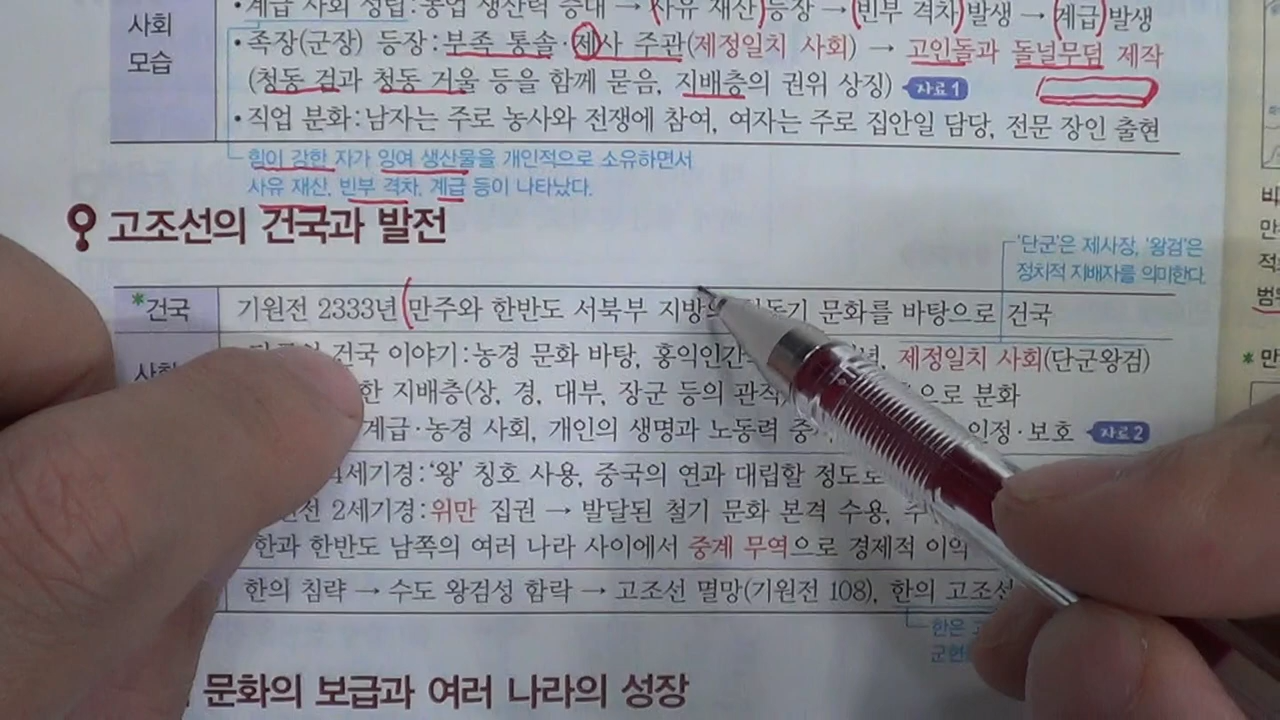 사회
모습
• 계급 사회 성립: 농업 생산력 증대 → 사유 재산 등장 → 빈부 격차 발생 → 계급 발생
• 족장(군장) 등장: 부족 통솔·제사 주관(제정일치 사회) → 고인돌과 돌널무덤 제작
(청동 검과 청동 거울 등을 함께 묻음, 지배층의 권위 상징) 자료 1
• 직업 분화: 남자는 주로 농사와 전쟁에 참여, 여자는 주로 집안일 담당, 전문 장인 출현
힘이 강한 자가 잉여 생산물을 개인적으로 소유하면서
사유 재산, 빈부 격차, 계급 등이 나타났다.
고조선의 건국과 발전
'단군'은 제사장, '왕검'은
정치적 지배자를 의미한다.
*건국
기원전 2333년 만주와 한반도 서북부 지방의 청동기 문화를 바탕으로 건국
건국 이야기: 농경 문화 바탕, 홍익인간 제정일치 사회(단군왕검)
지배층(상, 경, 대부, 장군 등의 관직) 으로 분화
계급·농경 사회, 개인의 생명과 노동력 중 인정·보호 자료 2
4세기경: '왕' 칭호 사용, 중국의 연과 대립할 정도로
2세기경: 위만 집권 → 발달된 철기 문화 본격 수용,
한과 한반도 남쪽의 여러 나라 사이에서 중계 무역으로 경제적 이익
한의 침략 → 수도 왕검성 함락 → 고조선 멸망(기원전 108), 한의 고조선
한은
문화의 보급과 여러 나라의 성장
* 만